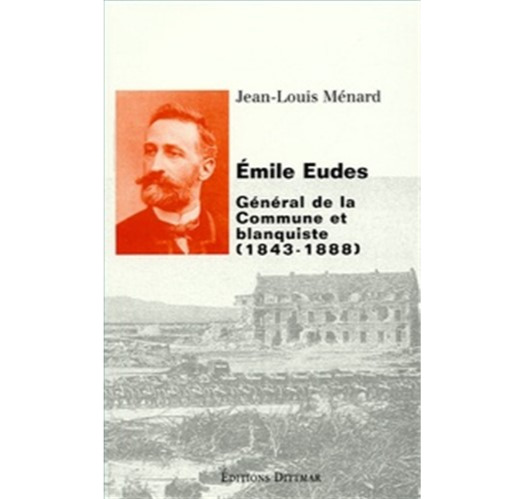 Jean-Louis Ménard
Émile Eudes
Général de la
Commune et
blanquiste
(1843-1888)
ÉDITIONS DITTMAR